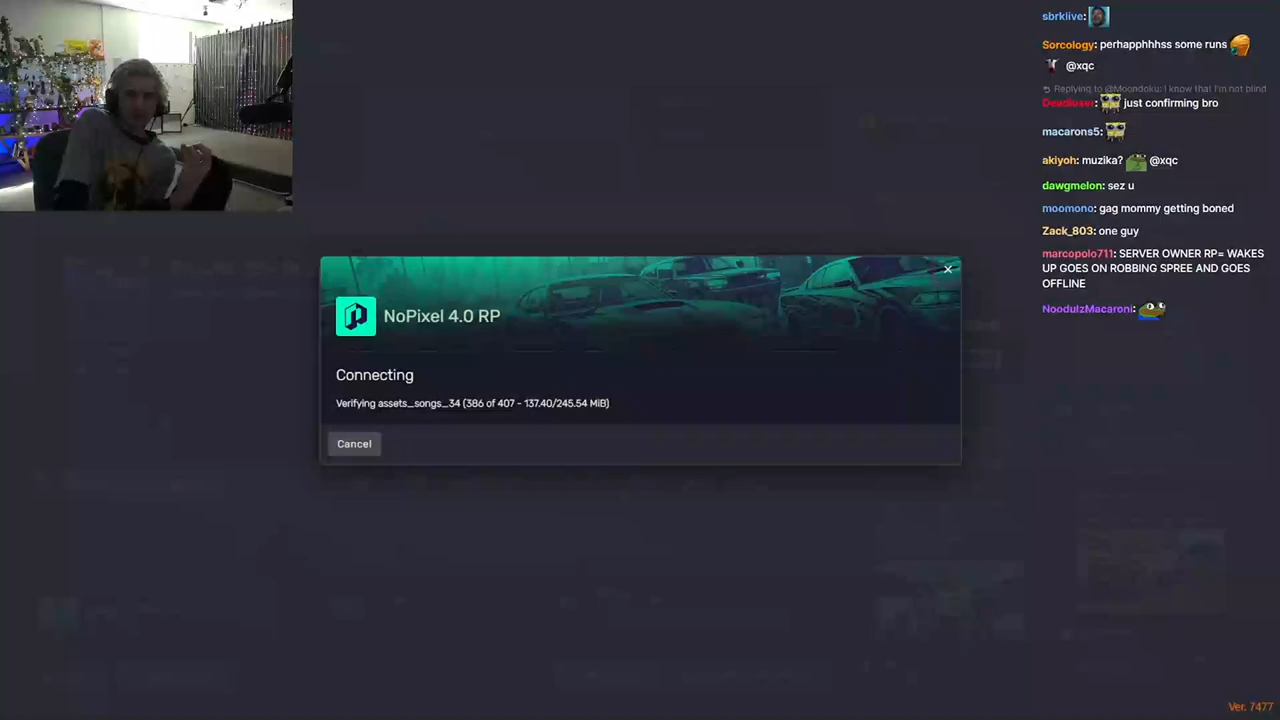 sbrklive:
Sorcology: perhapphhhss some runs
@xqc
Replying to @Moondoku: I know that I'm not blind
just confirming bro
macarons5:
akiyoh: muzika? @xqc
dawgmelon: sez u
moomono: gag mommy getting boned
Zack_803: one guy
marcopolo711: SERVER OWNER RP= WAKES
UP GOES ON ROBBING SPREE AND GOES
OFFLINE
NoodulzMacaroni:
NoPixel 4.0 RP
Connecting
Verifying assets_songs_34 (386 of 407 - 137.40/245.54 MiB)
Cancel
Ver. 7477